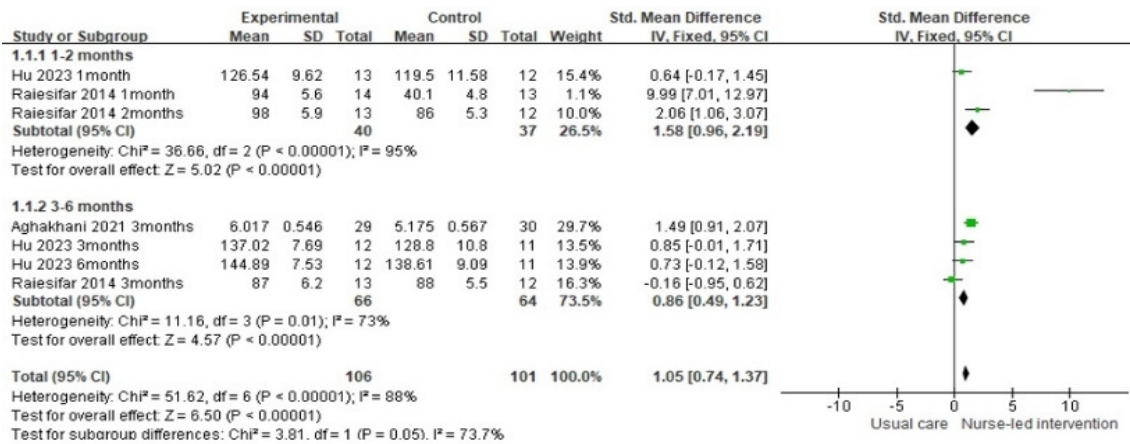 Experimental Control Std. Mean Difference Std. Mean Difference
Study or Subgroup Mean SD Total Mean SD Total Weight IV, Fixed, 95% CI IV, Fixed, 95% CI
1.1.1 1-2 months
Hu 2023 1month 126.54 9.62 13 119.5 11.58 12 15.4% 0.64 [-0.17, 1.45]
Raiesifar 2014 1month 94 5.6 14 40.1 4.8 13 1.1% 9.99 [7.01, 12.97]
Raiesifar 2014 2months 98 5.9 13 86 5.3 12 10.0% 2.06 [1.06, 3.07]
Subtotal (95% CI) 40 37 26.5% 1.58 [0.96, 2.19]
Heterogeneity: Chi² = 36.66, df = 2 (P < 0.00001); I² = 95%
Test for overall effect: Z = 5.02 (P < 0.00001)
1.1.2 3-6 months
Aghakhani 2021 3months 6.017 0.546 29 5.175 0.567 30 29.7% 1.49 [0.91, 2.07]
Hu 2023 3months 137.02 7.69 12 128.8 10.8 11 13.5% 0.85 [-0.01, 1.71]
Hu 2023 6months 144.89 7.53 12 138.61 9.09 11 13.9% 0.73 [-0.12, 1.58]
Raiesifar 2014 3months 87 6.2 13 88 5.5 12 16.3% -0.16 [-0.95, 0.62]
Subtotal (95% CI) 66 64 73.5% 0.86 [0.49, 1.23]
Heterogeneity: Chi² = 11.16, df = 3 (P = 0.01); I² = 73%
Test for overall effect: Z = 4.57 (P < 0.00001)
Total (95% CI) 106 101 100.0% 1.05 [0.74, 1.37]
Heterogeneity: Chi² = 51.62, df = 6 (P < 0.00001); I² = 88%
Test for overall effect: Z = 6.50 (P < 0.00001)
Test for subgroup differences: Chi² = 3.81, df = 1 (P = 0.05), I² = 73.7%
-10 -5 0 5 10
Usual care Nurse-led intervention